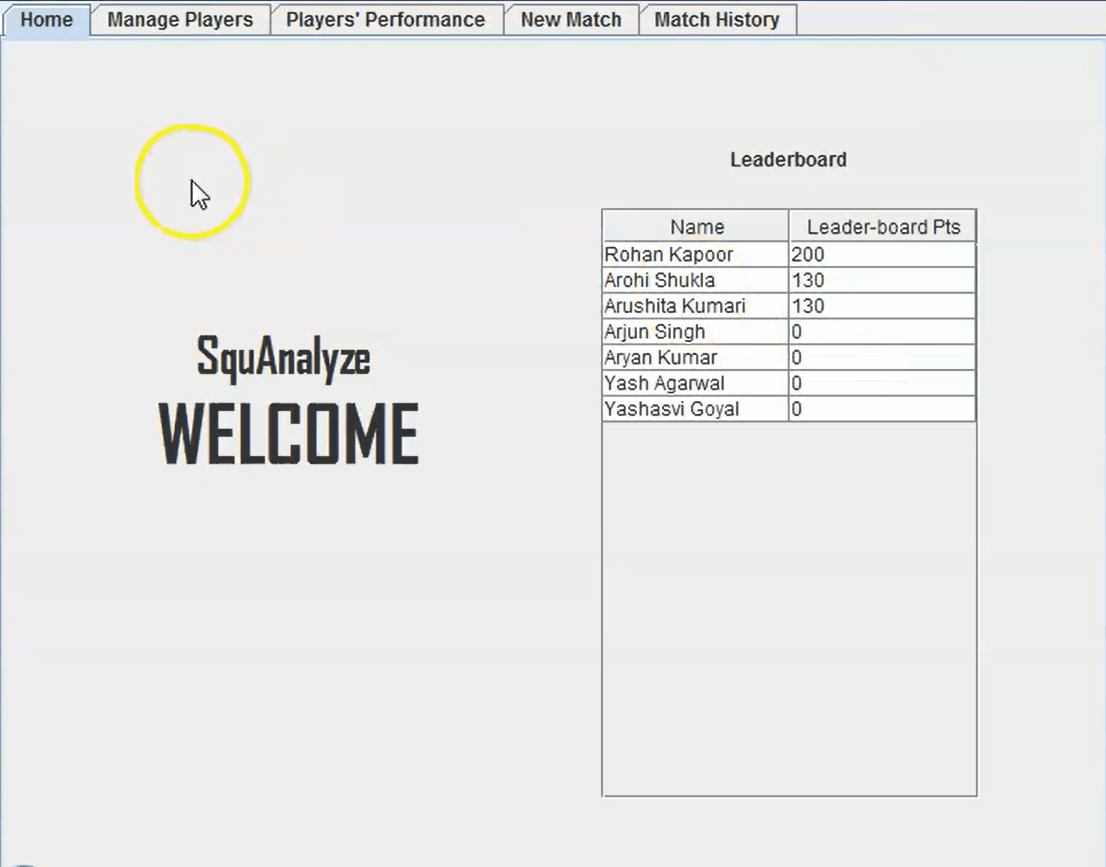 Home Manage Players Players' Performance New Match Match History
Leaderboard
Name Leader-board Pts
Rohan Kapoor 200
Arohi Shukla 130
Arushita Kumari 130
Arjun Singh 0
Aryan Kumar 0
Yash Agarwal 0
Yashasvi Goyal 0
SquAnalyze
WELCOME